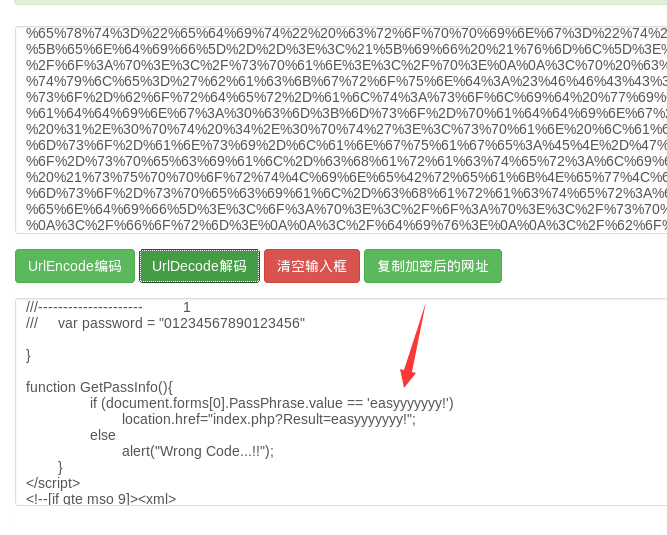 %65%78%74%3D%22%65%64%69%74%22%20%63%72%6F%70%70%69%6E%67%3D%22%74%2
%5B%65%6E%64%69%66%5D%2D%2D%3E%3C%21%5B%69%66%20%21%76%6D%6C%5D%3E%
%2F%6F%3A%70%3E%3C%2F%73%70%61%6E%3E%3C%2F%70%3E%0A%0A%3C%70%20%63%
%74%79%6C%65%3D%27%62%61%63%6B%67%72%6F%75%6E%64%3A%23%46%46%43%43%3
%73%6F%2D%62%6F%72%64%65%72%2D%61%6C%74%3A%73%6F%6C%69%64%20%77%69%
%61%64%64%69%6E%67%3A%30%63%6D%3B%6D%73%6F%2D%70%61%64%64%69%6E%67%2
%20%31%2E%30%70%74%20%34%2E%30%70%74%27%3E%3C%73%70%61%6E%20%6C%61%
%6D%73%6F%2D%61%6E%73%69%2D%6C%61%6E%67%75%61%67%65%3A%45%4E%2D%47%
%6F%2D%73%70%65%63%69%61%6C%2D%63%68%61%72%61%63%74%65%72%3A%6C%69%6
%20%21%73%75%70%70%6F%72%74%4C%69%6E%65%42%72%65%61%6B%4E%65%77%4C%6
%6D%73%6F%2D%73%70%65%63%69%61%6C%2D%63%68%61%72%61%63%74%65%72%3A%6
%65%6E%64%69%66%5D%3E%3C%6F%3A%70%3E%3C%2F%6F%3A%70%3E%3C%2F%73%70%
%0A%3C%2F%66%6F%72%6D%3E%0A%0A%3C%2F%64%69%76%3E%0A%0A%3C%2F%62%6F%
UrlEncode编码 UrlDecode解码 清空输入框 复制加密后的网址
///--------------------- 1
/// var password = "01234567890123456"
}
function GetPassInfo(){
if (document.forms[0].PassPhrase.value == 'easyyyyyyy!')
location.href="index.php?Result=easyyyyyyy!";
else
alert("Wrong Code...!!");
}
</script>
<!--[if gte mso 9]><xml>